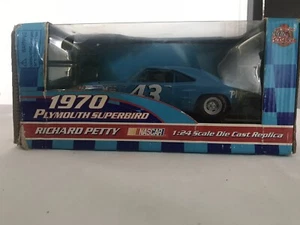 43
1970
PLYMOUTH SUPERBIRD
RICHARD PETTY
NASCAR
1:24 Scale Die Cast Replica